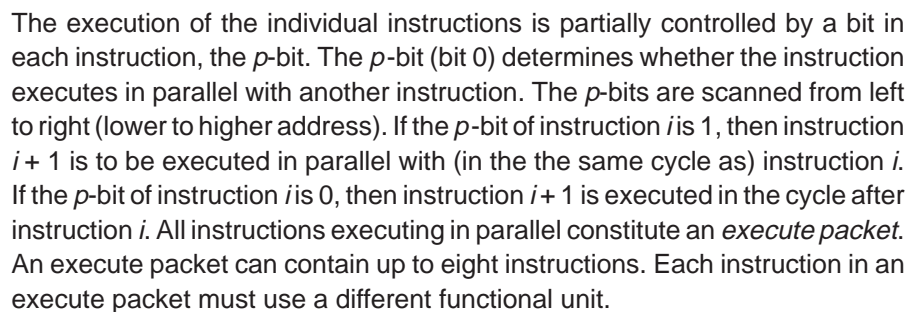 The execution of the individual instructions is partially controlled by a bit in
each instruction, the p-bit. The p-bit (bit 0) determines whether the instruction
executes in parallel with another instruction. The p-bits are scanned from left
to right (lower to higher address). If the p-bit of instruction i is 1, then instruction
i + 1 is to be executed in parallel with (in the the same cycle as) instruction i.
If the p-bit of instruction i is 0, then instruction i + 1 is executed in the cycle after
instruction i. All instructions executing in parallel constitute an execute packet.
An execute packet can contain up to eight instructions. Each instruction in an
execute packet must use a different functional unit.